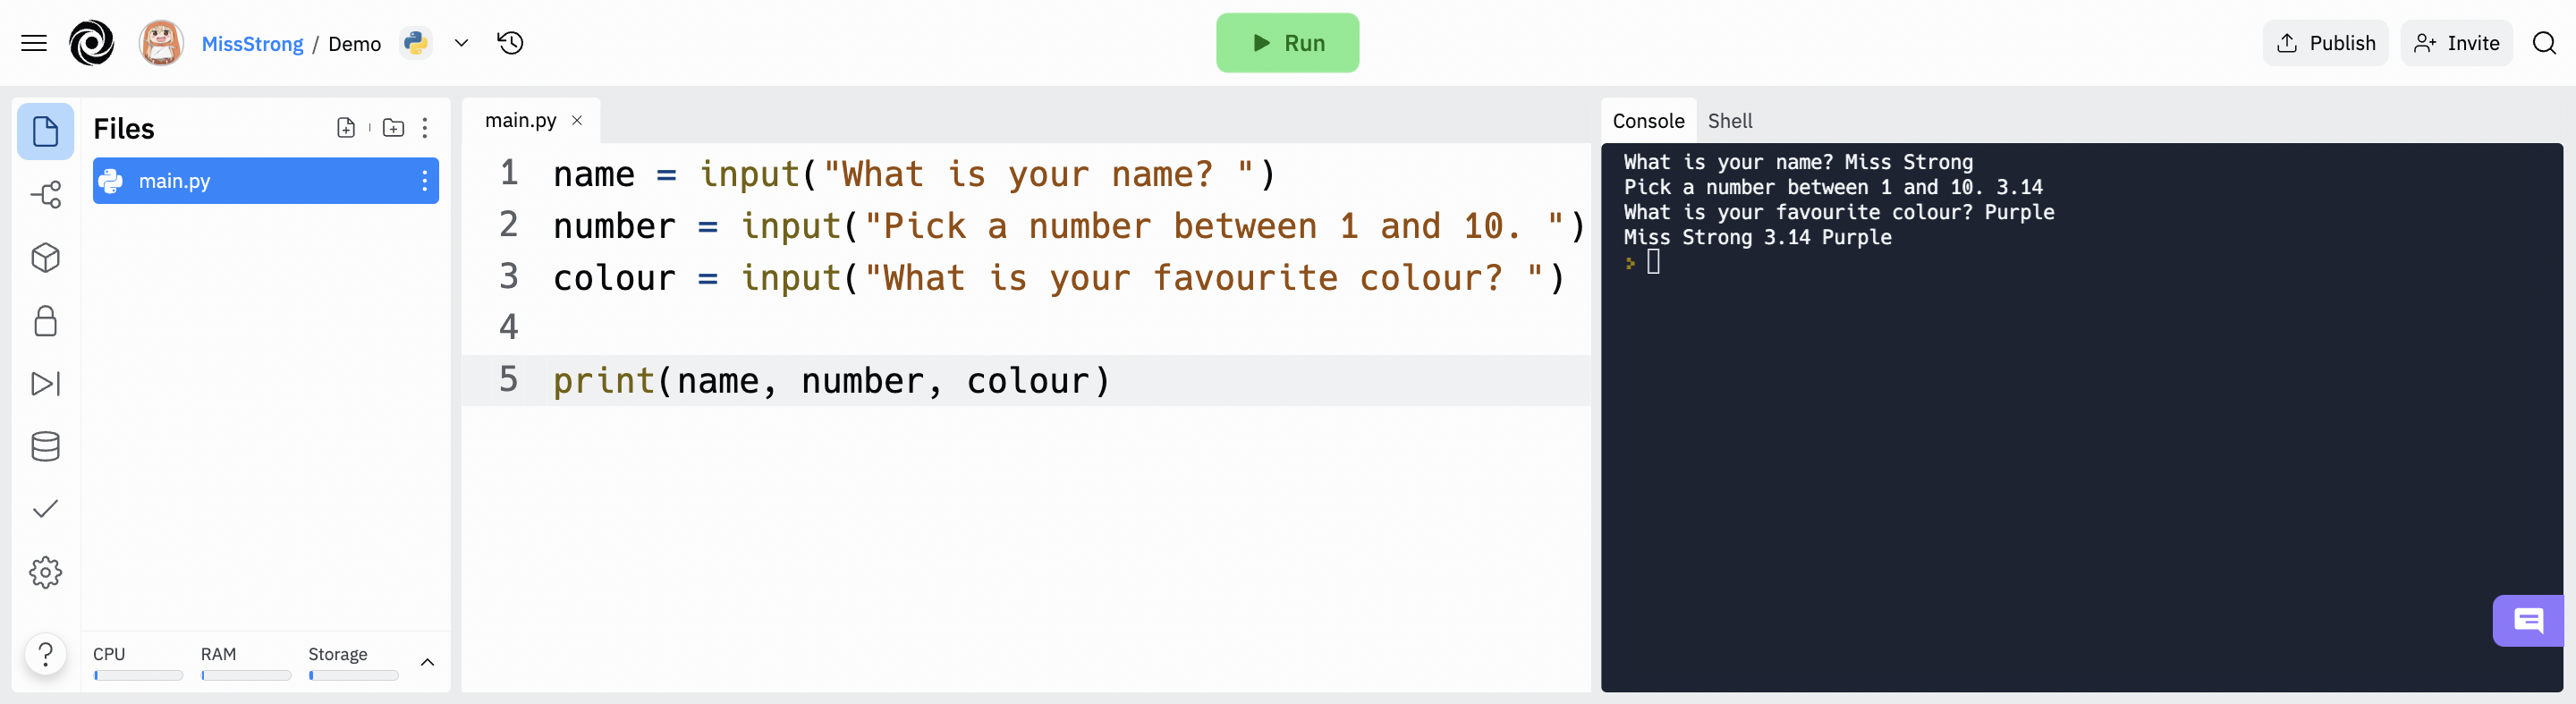 MissStrong / Demo
Run
Publish
Invite
Files
main.py
CPU
RAM
Storage
main.py
1 name = input("What is your name? ")
2 number = input("Pick a number between 1 and 10. ")
3 colour = input("What is your favourite colour? ")
4
5 print(name, number, colour)
Console
Shell
What is your name? Miss Strong
Pick a number between 1 and 10. 3.14
What is your favourite colour? Purple
Miss Strong 3.14 Purple